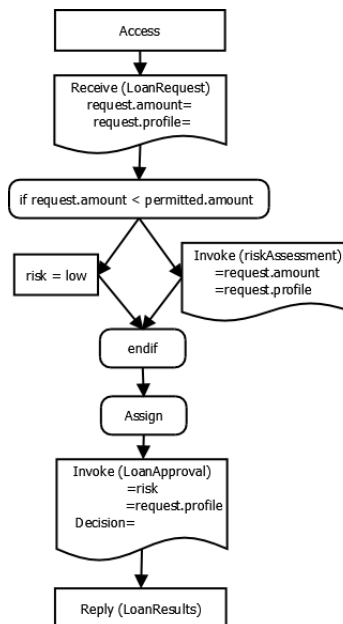 Access
Receive (LoanRequest)
request.amount=
request.profile=
if request.amount < permitted.amount
risk = low
Invoke (riskAssessment)
=request.amount
=request.profile
endif
Assign
Invoke (LoanApproval)
=risk
=request.profile
Decision=
Reply (LoanResults)